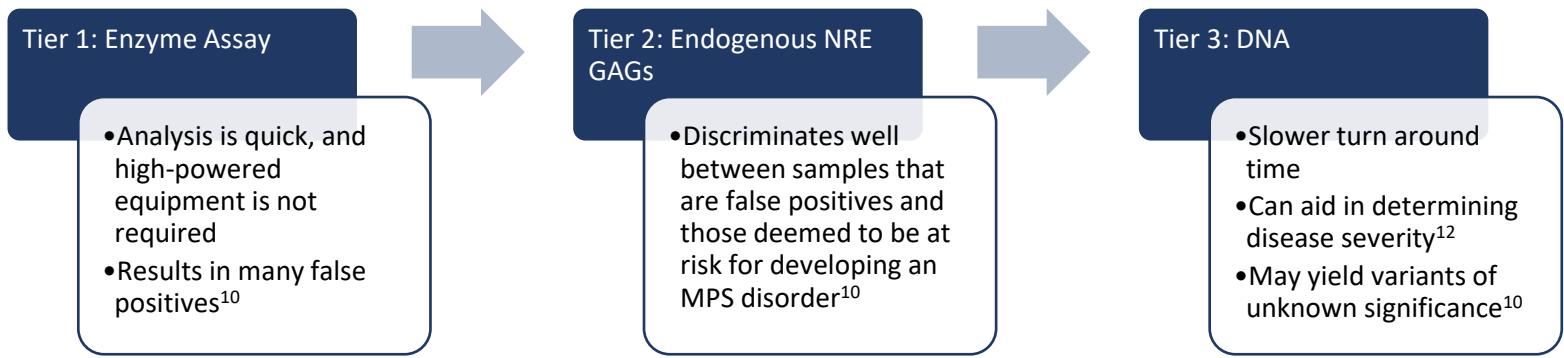 Tier 1: Enzyme Assay
•Analysis is quick, and
high-powered
equipment is not
required
•Results in many false
positives¹⁰
Tier 2: Endogenous NRE
GAGs
•Discriminates well
between samples that
are false positives and
those deemed to be at
risk for developing an
MPS disorder¹⁰
Tier 3: DNA
•Slower turn around
time
•Can aid in determining
disease severity¹²
•May yield variants of
unknown significance¹⁰